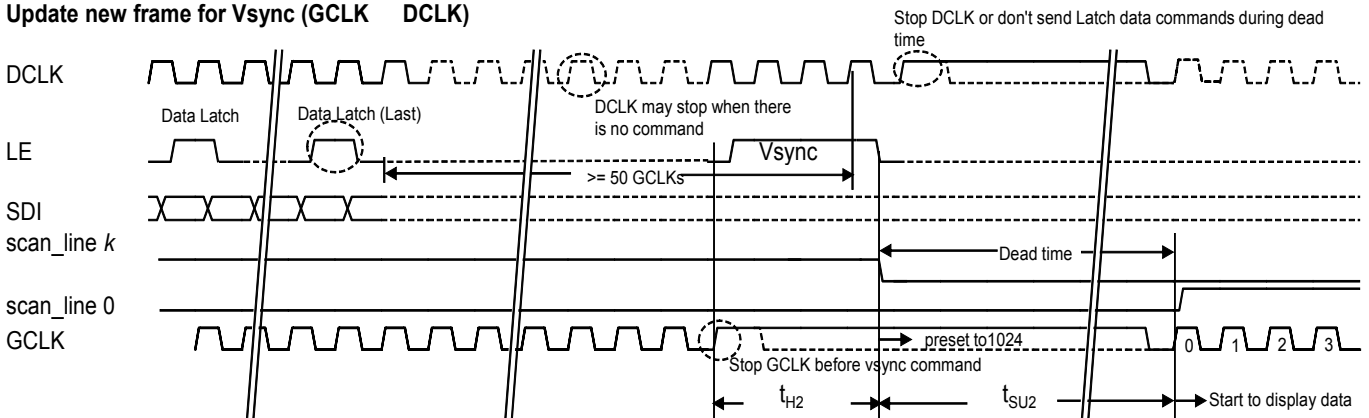 Update new frame for Vsync (GCLK DCLK)
Stop DCLK or don't send Latch data commands during dead
time
DCLK
Data Latch
Data Latch (Last)
DCLK may stop when there
is no command
LE
Vsync
>= 50 GCLKs
SDI
scan_line k
Dead time
scan_line 0
GCLK
preset to1024
0 1 2 3
Stop GCLK before vsync command
tH2
tSU2
Start to display data